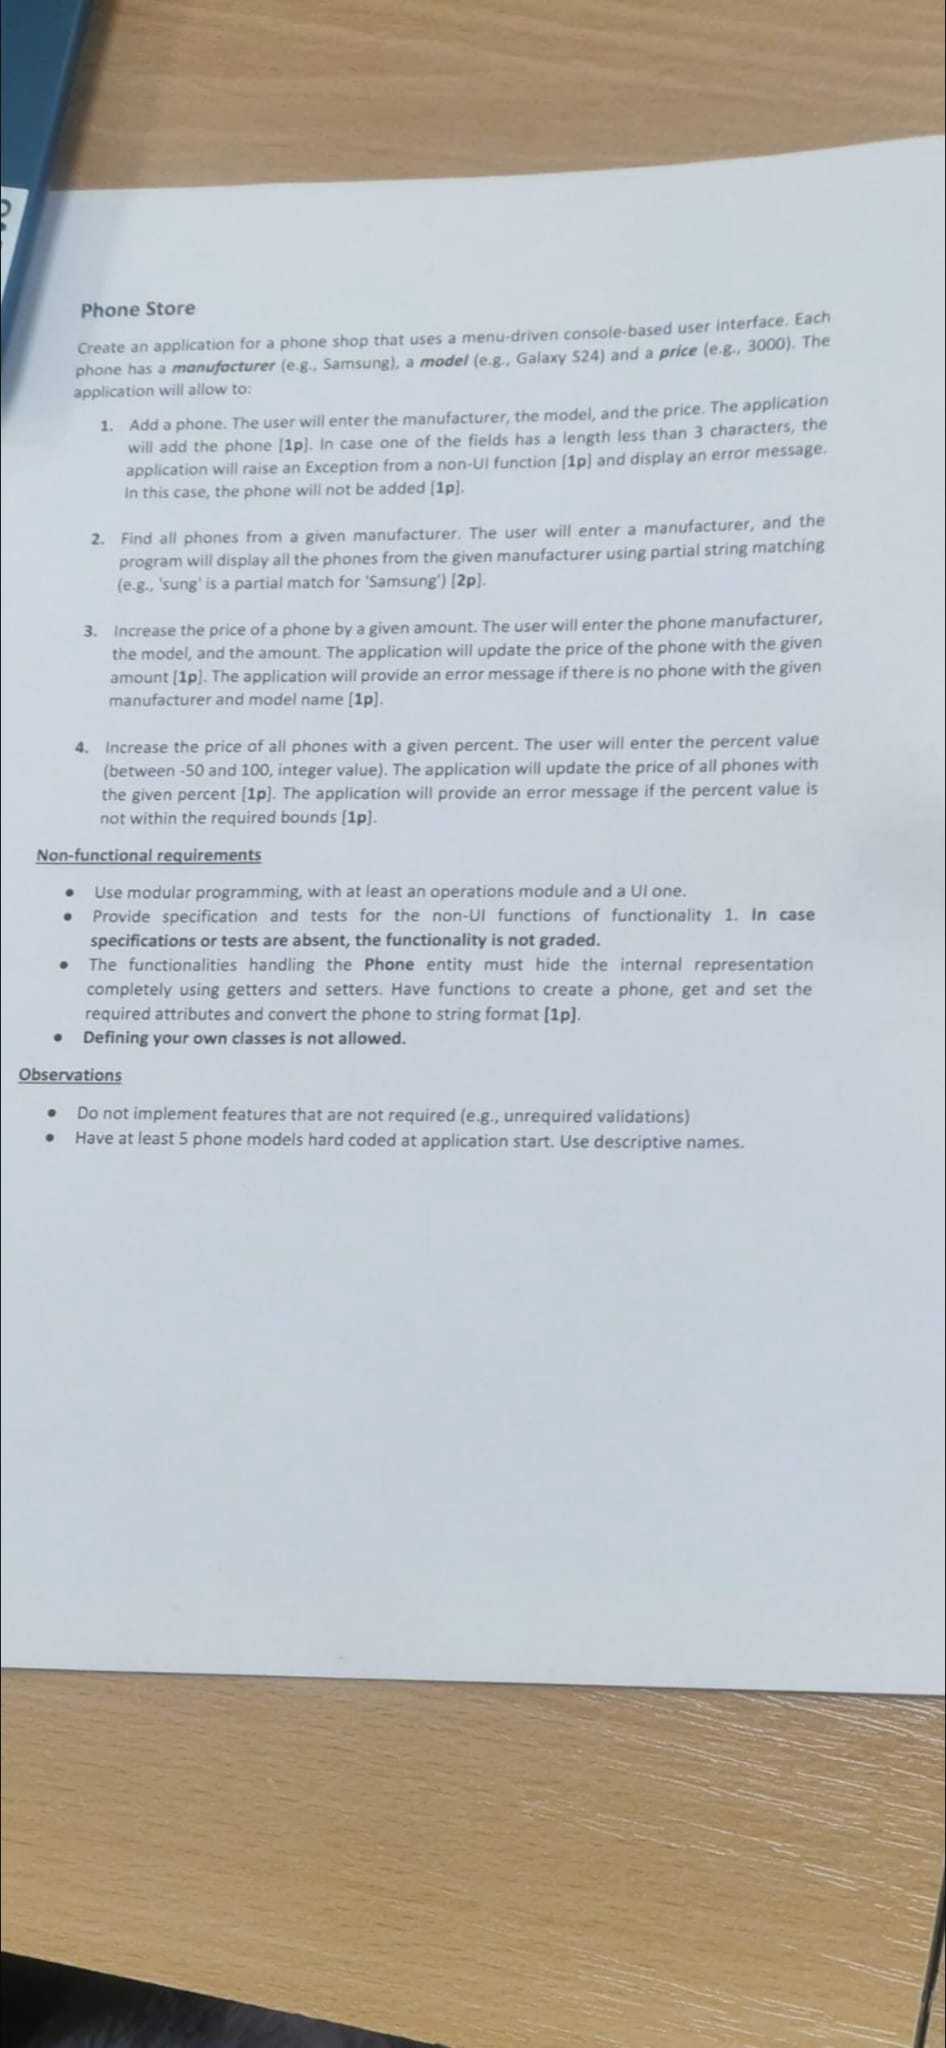 Phone Store
Create an application for a phone shop that uses a menu-driven console-based user interface. Each
phone has a manufacturer (e.g., Samsung), a model (e.g., Galaxy S24) and a price (e.g., 3000). The
application will allow to:
1. Add a phone. The user will enter the manufacturer, the model, and the price. The application
will add the phone [1p]. In case one of the fields has a length less than 3 characters, the
application will raise an Exception from a non-UI function [1p] and display an error message.
In this case, the phone will not be added [1p].
2. Find all phones from a given manufacturer. The user will enter a manufacturer, and the
program will display all the phones from the given manufacturer using partial string matching
(e.g., 'sung' is a partial match for 'Samsung') [2p].
3. Increase the price of a phone by a given amount. The user will enter the phone manufacturer,
the model, and the amount. The application will update the price of the phone with the given
amount [1p]. The application will provide an error message if there is no phone with the given
manufacturer and model name [1p].
4. Increase the price of all phones with a given percent. The user will enter the percent value
(between -50 and 100, integer value). The application will update the price of all phones with
the given percent [1p]. The application will provide an error message if the percent value is
not within the required bounds [1p].
Non-functional requirements
• Use modular programming, with at least an operations module and a UI one.
• Provide specification and tests for the non-UI functions of functionality 1. In case
specifications or tests are absent, the functionality is not graded.
• The functionalities handling the Phone entity must hide the internal representation
completely using getters and setters. Have functions to create a phone, get and set the
required attributes and convert the phone to string format [1p].
• Defining your own classes is not allowed.
Observations
• Do not implement features that are not required (e.g., unrequired validations)
• Have at least 5 phone models hard coded at application start. Use descriptive names.